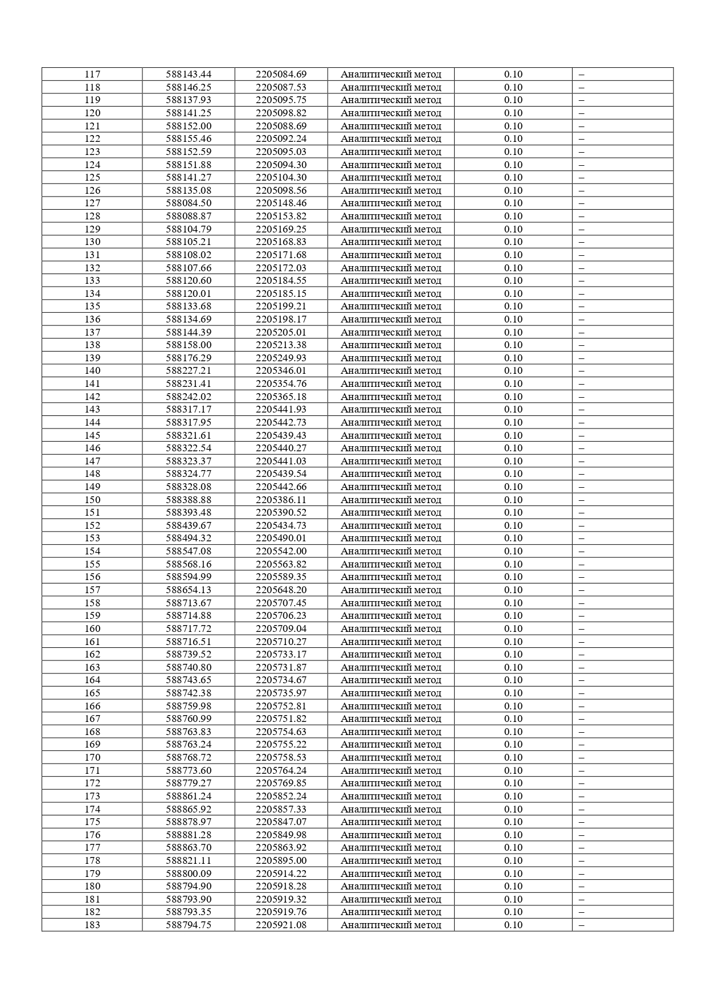 117 588143.44 2205084.69 Аналитический метод 0.10 –
118 588146.25 2205087.53 Аналитический метод 0.10 –
119 588137.93 2205095.75 Аналитический метод 0.10 –
120 588141.25 2205098.82 Аналитический метод 0.10 –
121 588152.00 2205088.69 Аналитический метод 0.10 –
122 588155.46 2205092.24 Аналитический метод 0.10 –
123 588152.59 2205095.03 Аналитический метод 0.10 –
124 588151.88 2205094.30 Аналитический метод 0.10 –
125 588141.27 2205104.30 Аналитический метод 0.10 –
126 588135.08 2205098.56 Аналитический метод 0.10 –
127 588084.50 2205148.46 Аналитический метод 0.10 –
128 588088.87 2205153.82 Аналитический метод 0.10 –
129 588104.79 2205169.25 Аналитический метод 0.10 –
130 588105.21 2205168.83 Аналитический метод 0.10 –
131 588108.02 2205171.68 Аналитический метод 0.10 –
132 588107.66 2205172.03 Аналитический метод 0.10 –
133 588120.60 2205184.55 Аналитический метод 0.10 –
134 588120.01 2205185.15 Аналитический метод 0.10 –
135 588133.68 2205199.21 Аналитический метод 0.10 –
136 588134.69 2205198.17 Аналитический метод 0.10 –
137 588144.39 2205205.01 Аналитический метод 0.10 –
138 588158.00 2205213.38 Аналитический метод 0.10 –
139 588176.29 2205249.93 Аналитический метод 0.10 –
140 588227.21 2205346.01 Аналитический метод 0.10 –
141 588231.41 2205354.76 Аналитический метод 0.10 –
142 588242.02 2205365.18 Аналитический метод 0.10 –
143 588317.17 2205441.93 Аналитический метод 0.10 –
144 588317.95 2205442.73 Аналитический метод 0.10 –
145 588321.61 2205439.43 Аналитический метод 0.10 –
146 588322.54 2205440.27 Аналитический метод 0.10 –
147 588323.37 2205441.03 Аналитический метод 0.10 –
148 588324.77 2205439.54 Аналитический метод 0.10 –
149 588328.08 2205442.66 Аналитический метод 0.10 –
150 588388.88 2205386.11 Аналитический метод 0.10 –
151 588393.48 2205390.52 Аналитический метод 0.10 –
152 588439.67 2205434.73 Аналитический метод 0.10 –
153 588494.32 2205490.01 Аналитический метод 0.10 –
154 588547.08 2205542.00 Аналитический метод 0.10 –
155 588568.16 2205563.82 Аналитический метод 0.10 –
156 588594.99 2205589.35 Аналитический метод 0.10 –
157 588654.13 2205648.20 Аналитический метод 0.10 –
158 588713.67 2205707.45 Аналитический метод 0.10 –
159 588714.88 2205706.23 Аналитический метод 0.10 –
160 588717.72 2205709.04 Аналитический метод 0.10 –
161 588716.51 2205710.27 Аналитический метод 0.10 –
162 588739.52 2205733.17 Аналитический метод 0.10 –
163 588740.80 2205731.87 Аналитический метод 0.10 –
164 588743.65 2205734.67 Аналитический метод 0.10 –
165 588742.38 2205735.97 Аналитический метод 0.10 –
166 588759.98 2205752.81 Аналитический метод 0.10 –
167 588760.99 2205751.82 Аналитический метод 0.10 –
168 588763.83 2205754.63 Аналитический метод 0.10 –
169 588763.24 2205755.22 Аналитический метод 0.10 –
170 588768.72 2205758.53 Аналитический метод 0.10 –
171 588773.60 2205764.24 Аналитический метод 0.10 –
172 588779.27 2205769.85 Аналитический метод 0.10 –
173 588861.24 2205852.24 Аналитический метод 0.10 –
174 588865.92 2205857.33 Аналитический метод 0.10 –
175 588878.97 2205847.07 Аналитический метод 0.10 –
176 588881.28 2205849.98 Аналитический метод 0.10 –
177 588863.70 2205863.92 Аналитический метод 0.10 –
178 588821.11 2205895.00 Аналитический метод 0.10 –
179 588800.09 2205914.22 Аналитический метод 0.10 –
180 588794.90 2205918.28 Аналитический метод 0.10 –
181 588793.90 2205919.32 Аналитический метод 0.10 –
182 588793.35 2205919.76 Аналитический метод 0.10 –
183 588794.75 2205921.08 Аналитический метод 0.10 –